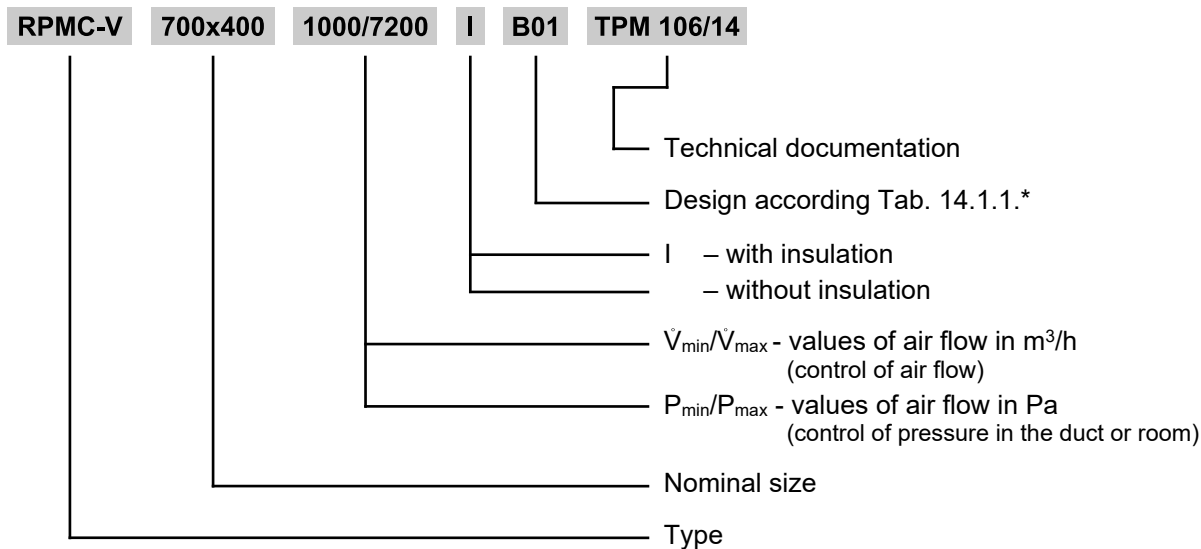 RPMC-V 700x400 1000/7200 I B01 TPM 106/14
Technical documentation
Design according Tab. 14.1.1.*
I – with insulation
– without insulation
V̇min/V̇max - values of air flow in m³/h
(control of air flow)
Pmin/Pmax - values of air flow in Pa
(control of pressure in the duct or room)
Nominal size
Type